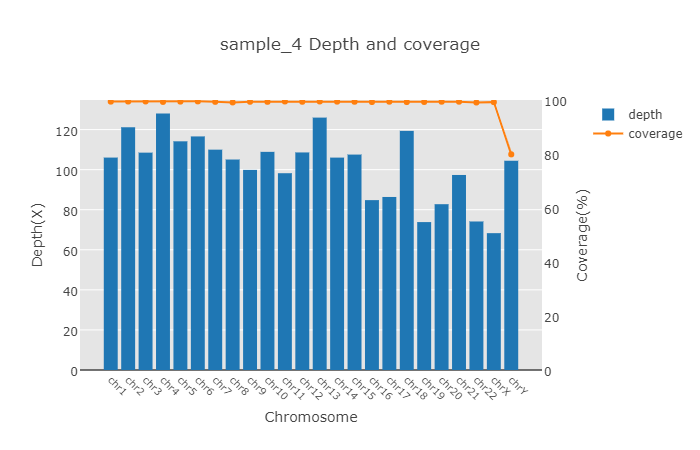 sample_4 Depth and coverage
depth
coverage
Depth(X)
120
100
80
60
40
20
0
100
80
60
40
20
0
Coverage(%)
chr1
chr2
chr3
chr4
chr5
chr6
chr7
chr8
chr9
chr10
chr11
chr12
chr13
chr14
chr15
chr16
chr17
chr18
chr19
chr20
chr21
chr22
chrX
chrY
Chromosome